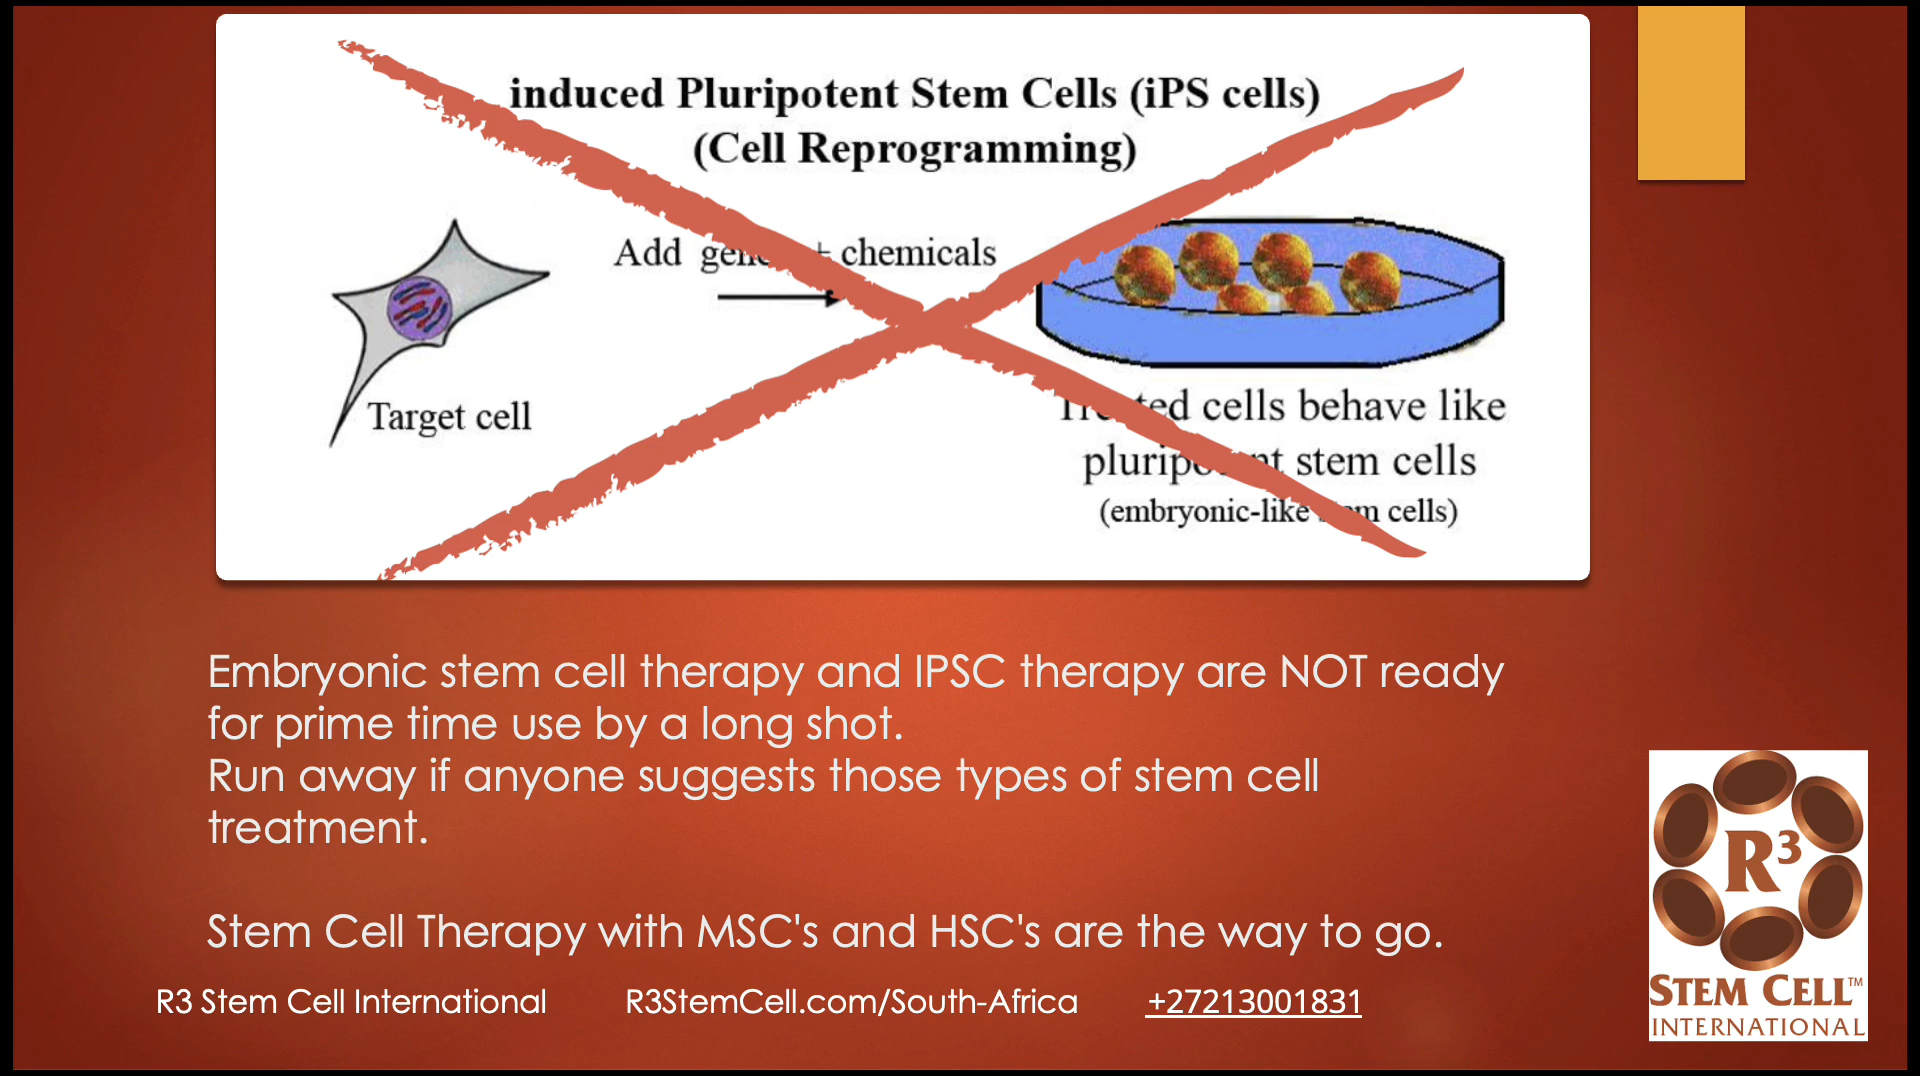 induced Pluripotent Stem Cells (iPS cells)
(Cell Reprogramming)
Add + chemicals
Target cell
cells behave like
stem cells
(embryonic-like cells)
Embryonic stem cell therapy and IPSC therapy are NOT ready
for prime time use by a long shot.
Run away if anyone suggests those types of stem cell
treatment.
Stem Cell Therapy with MSC's and HSC's are the way to go.
R3 Stem Cell International R3StemCell.com/South-Africa +27213001831
R³
STEM CELL™
INTERNATIONAL